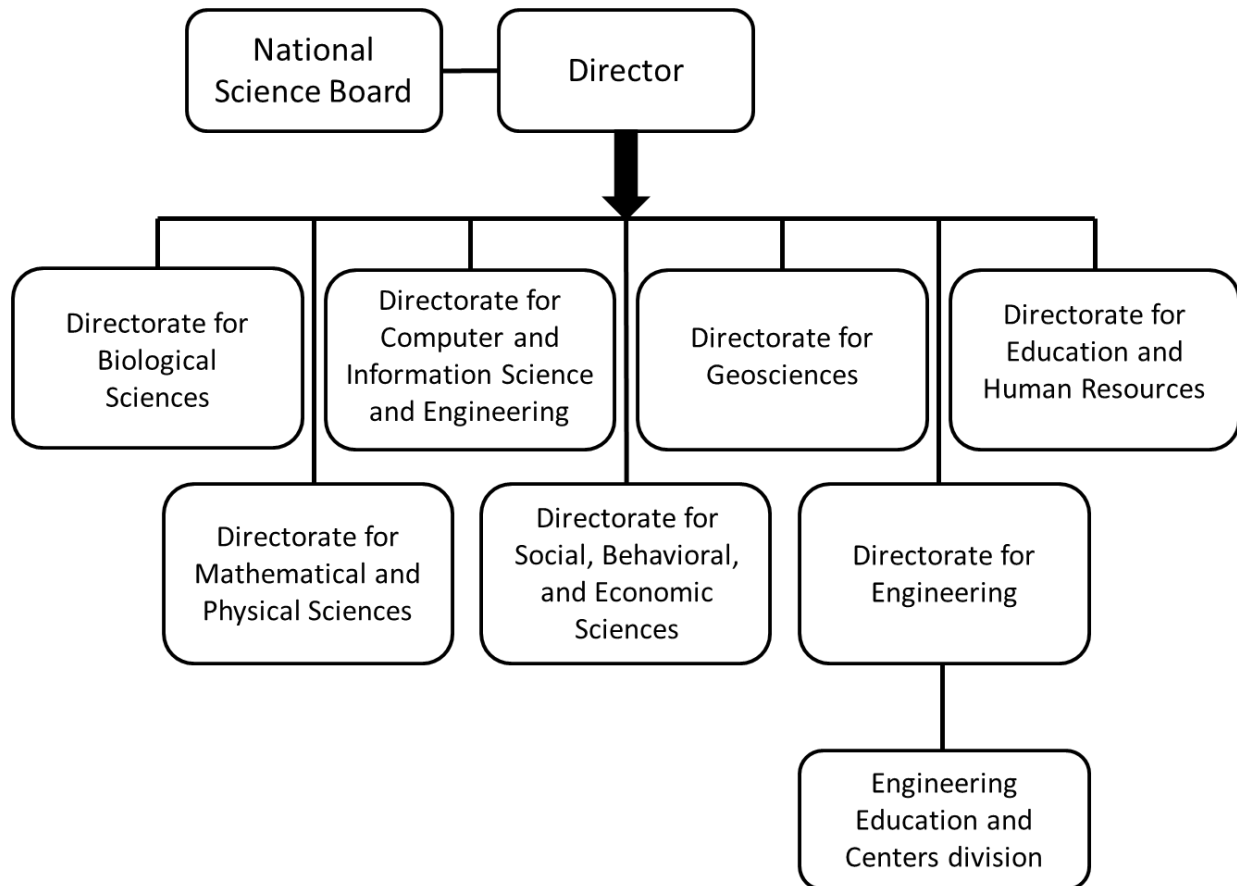 National
Science Board
Director
Directorate for
Biological
Sciences
Directorate for
Computer and
Information Science
and Engineering
Directorate for
Geosciences
Directorate for
Education and
Human Resources
Directorate for
Mathematical and
Physical Sciences
Directorate for
Social, Behavioral,
and Economic
Sciences
Directorate for
Engineering
Engineering
Education and
Centers division